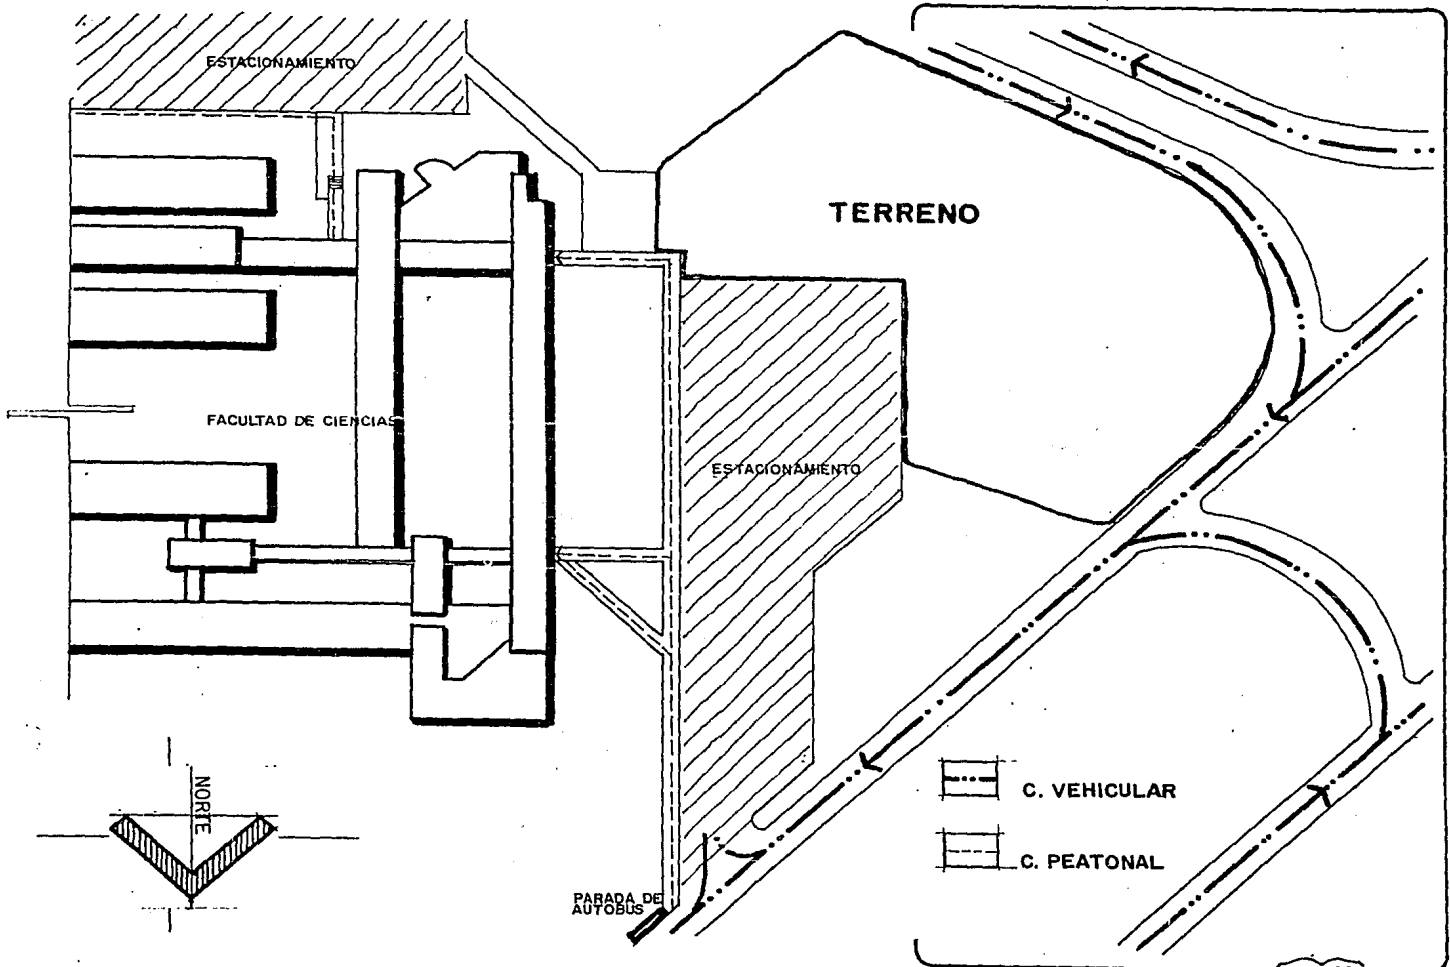 ESTACIONAMIENTO
TERRENO
FACULTAD DE CIENCIAS
ESTACIONAMIENTO
NORTE
C. VEHICULAR
C. PEATONAL
PARADA DE
AUTOBUS